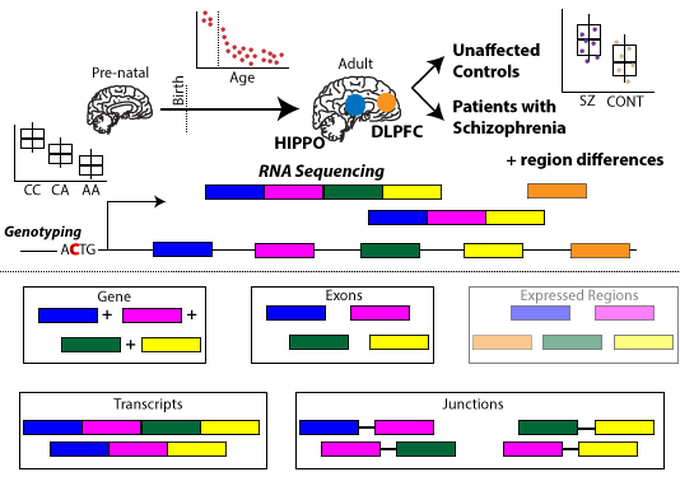 Pre-natal
Birth
Age
Adult
HIPPO
DLPFC
Unaffected
Controls
Patients with
Schizophrenia
SZ CONT
+ region differences
CC CA AA
RNA Sequencing
Genotyping
ACTG
Gene
+ +
+
Exons
Expressed Regions
Transcripts
Junctions